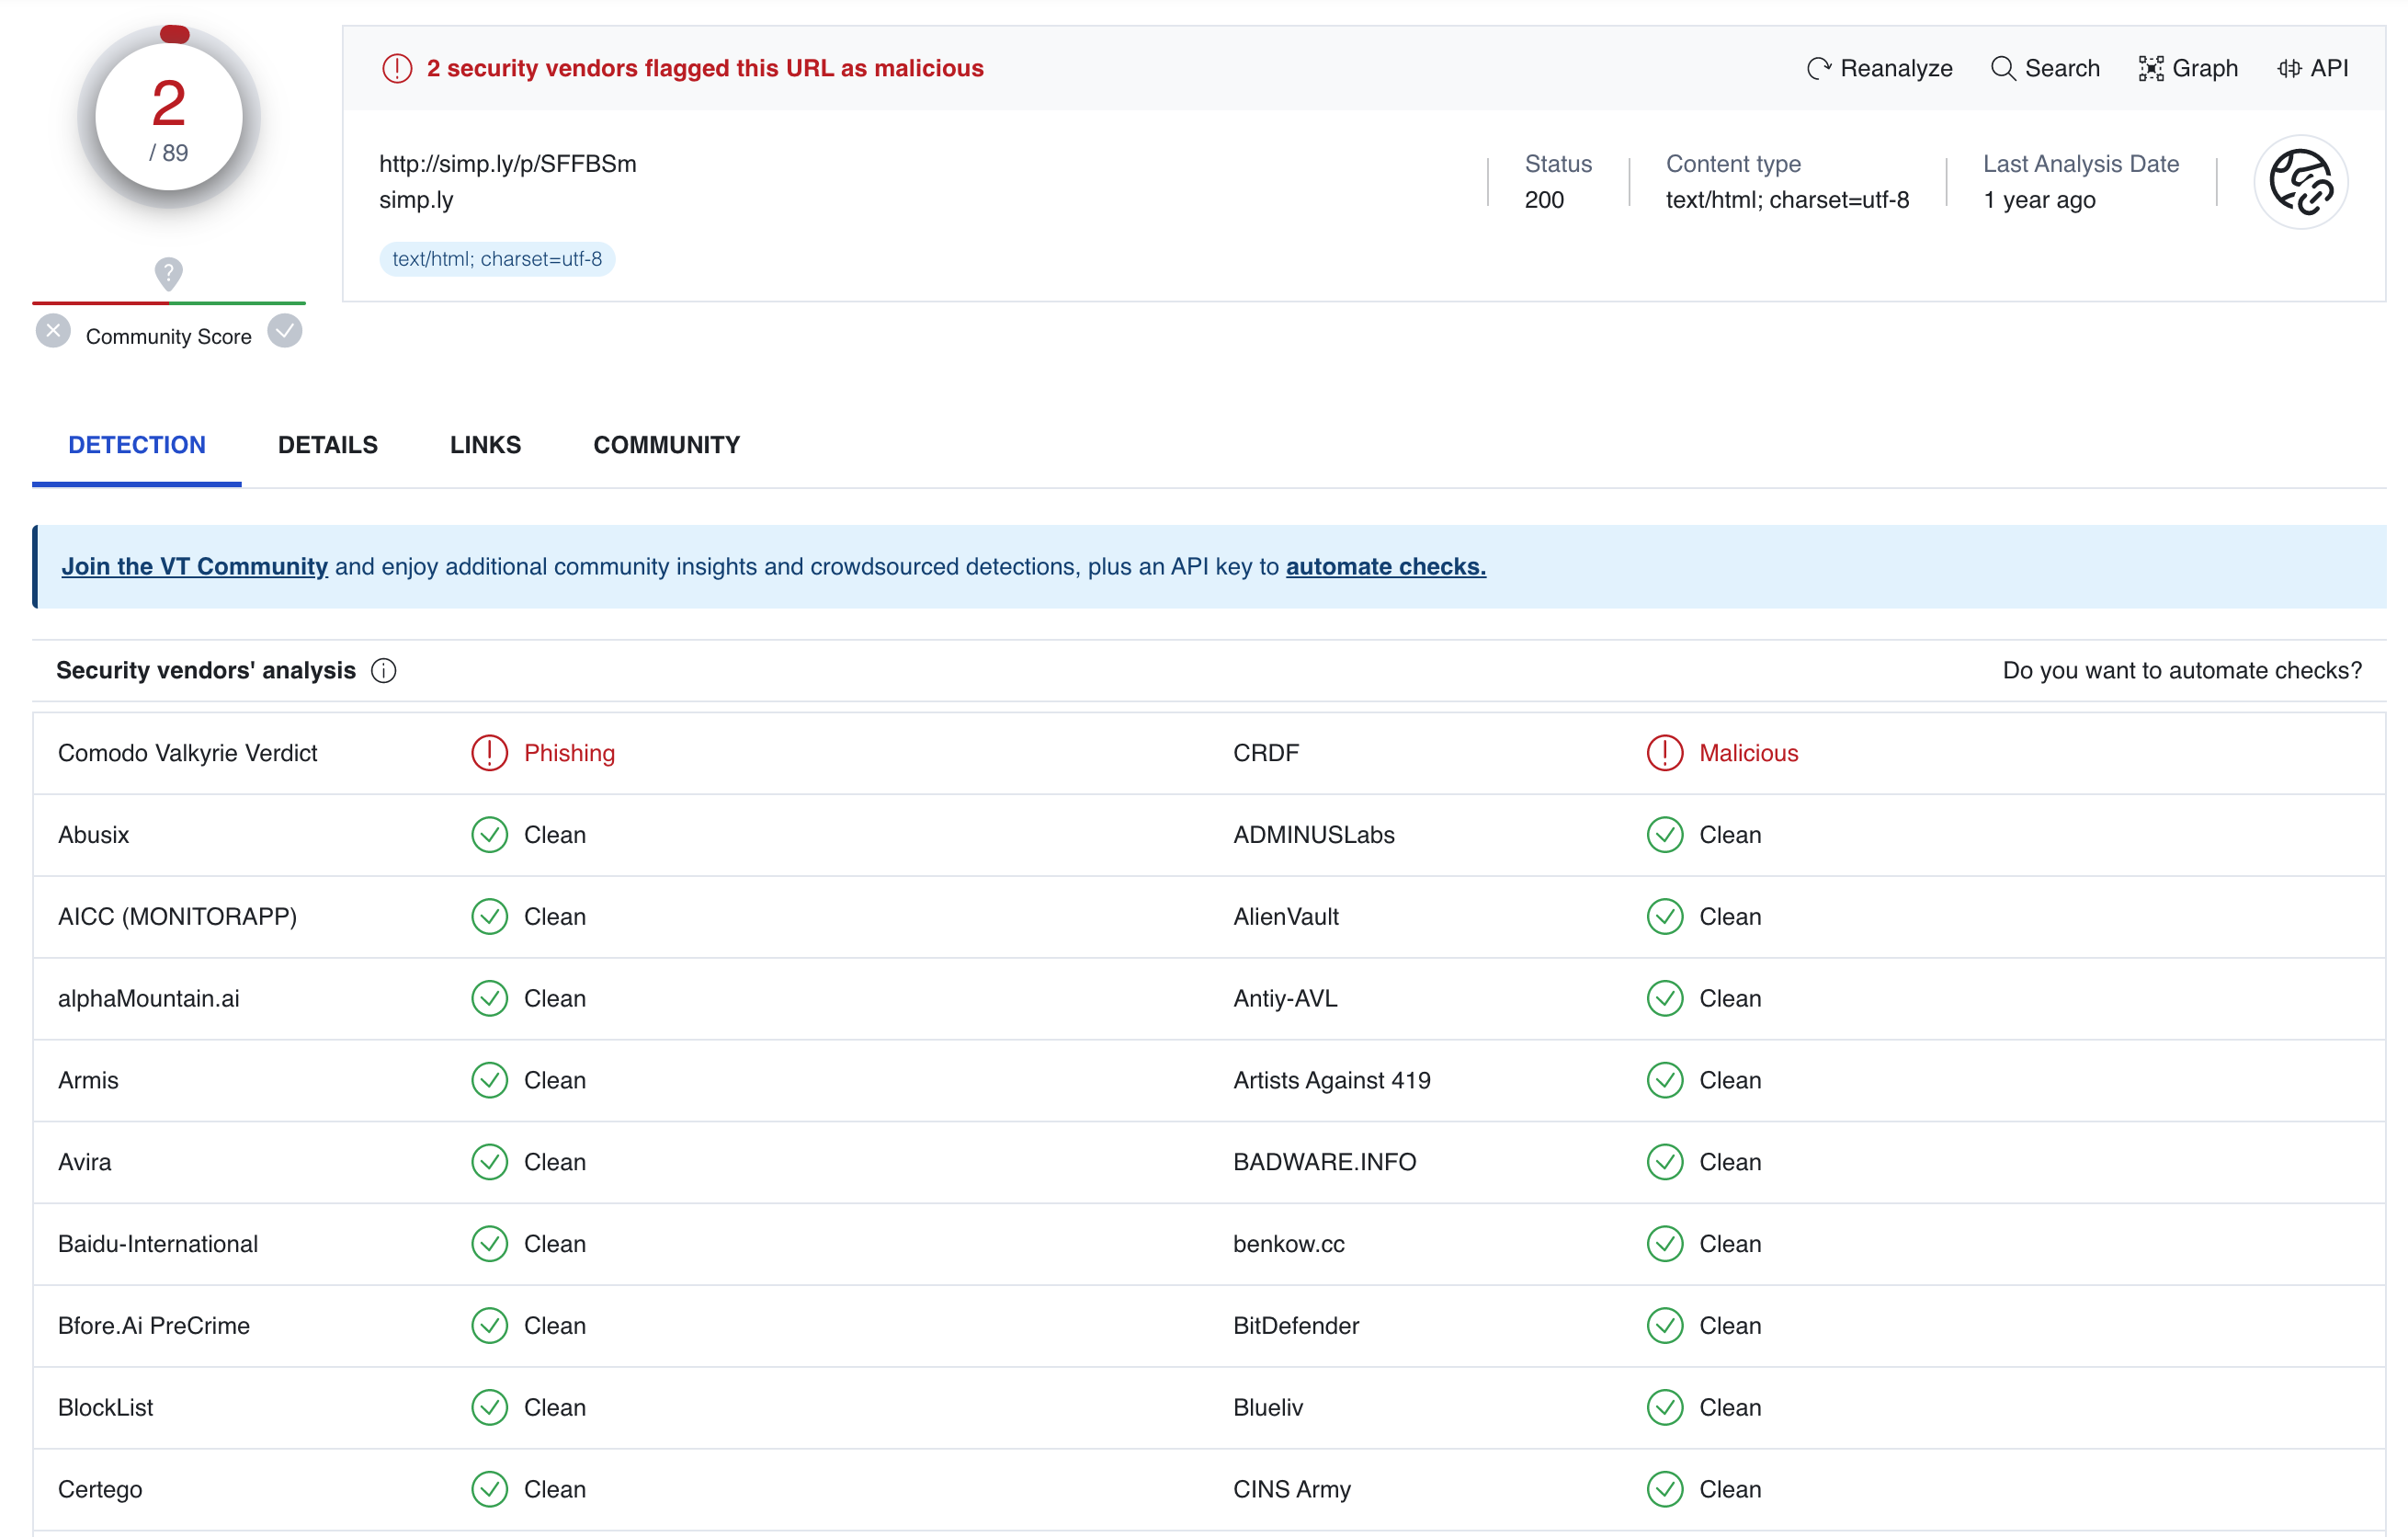 2
/ 89
Community Score
2 security vendors flagged this URL as malicious
Reanalyze Search Graph API
http://simp.ly/p/SFFBSm
simp.ly
text/html; charset=utf-8
Status
200
Content type
text/html; charset=utf-8
Last Analysis Date
1 year ago
DETECTION DETAILS LINKS COMMUNITY
Join the VT Community and enjoy additional community insights and crowdsourced detections, plus an API key to automate checks.
Security vendors' analysis Do you want to automate checks?
Comodo Valkyrie Verdict Phishing CRDF Malicious
Abusix Clean ADMINUSLabs Clean
AICC (MONITORAPP) Clean AlienVault Clean
alphaMountain.ai Clean Antiy-AVL Clean
Armis Clean Artists Against 419 Clean
Avira Clean BADWARE.INFO Clean
Baidu-International Clean benkow.cc Clean
Bfore.Ai PreCrime Clean BitDefender Clean
BlockList Clean Blueliv Clean
Certego Clean CINS Army Clean